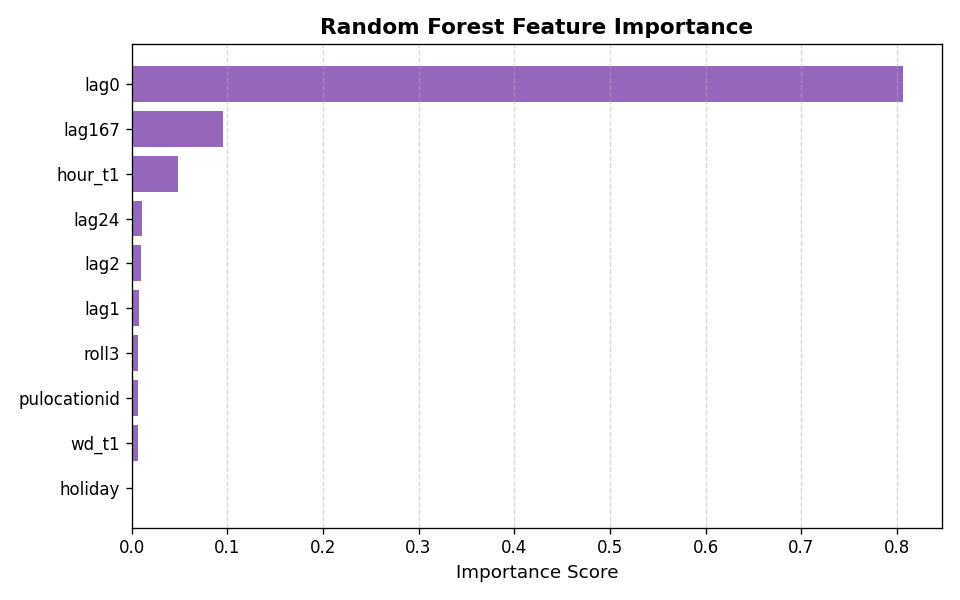 Random Forest Feature Importance
lag0
lag167
hour_t1
lag24
lag2
lag1
roll3
pulocationid
wd_t1
holiday
0.0 0.1 0.2 0.3 0.4 0.5 0.6 0.7 0.8
Importance Score